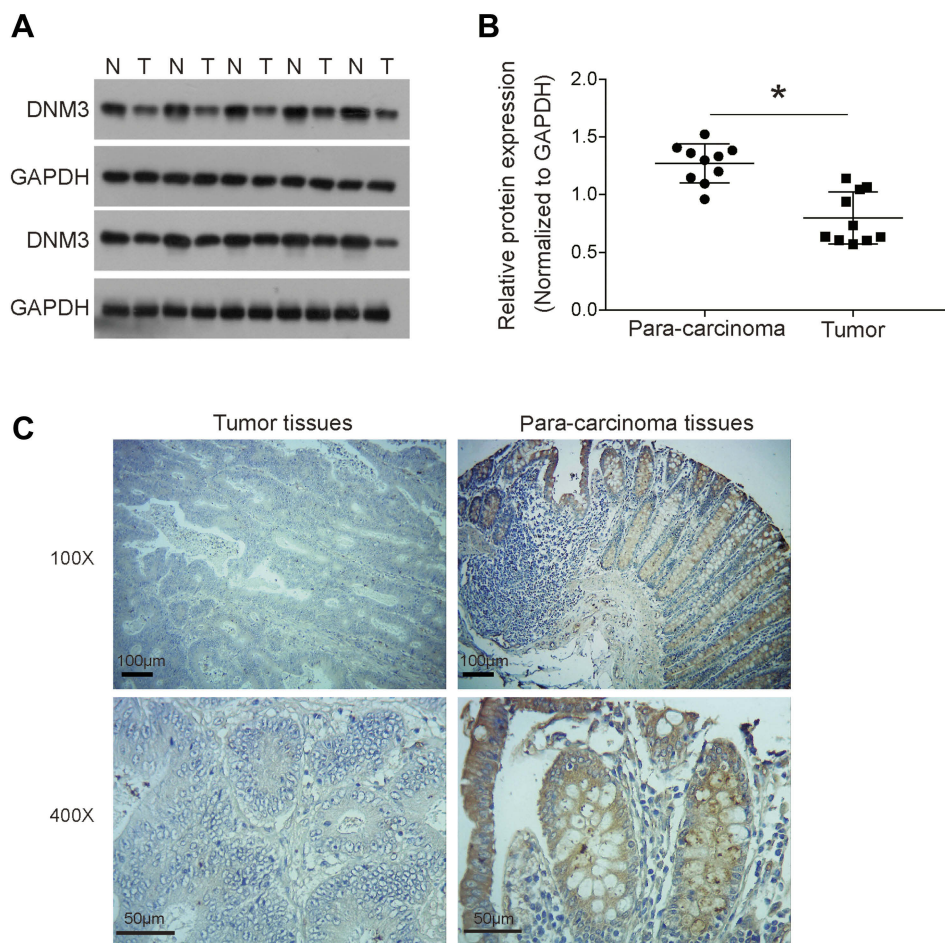 A
N T N T N T N T N T
DNM3
GAPDH
DNM3
GAPDH
B
Relative protein expression
(Normalized to GAPDH)
2.0
1.5
1.0
0.5
0.0
*
Para-carcinoma Tumor
C
Tumor tissues Para-carcinoma tissues
100X
100µm 100µm
400X
50µm 50µm